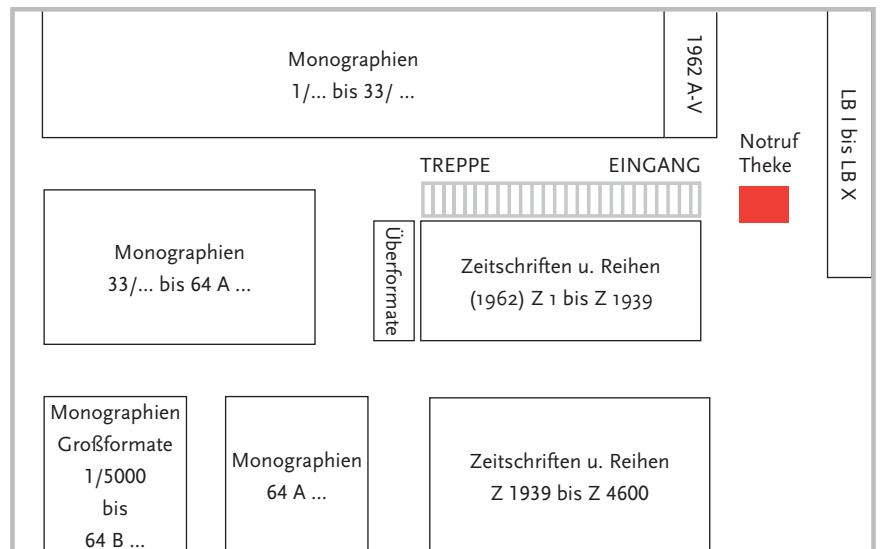 Monographien
1/... bis 33/ ...
1962 A-V
LB I bis LB X
Notruf
Theke
TREPPE
EINGANG
Monographien
33/... bis 64 A ...
Überformate
Zeitschriften u. Reihen
(1962) Z 1 bis Z 1939
Monographien
Großformate
1/5000
bis
64 B ...
Monographien
64 A ...
Zeitschriften u. Reihen
Z 1939 bis Z 4600